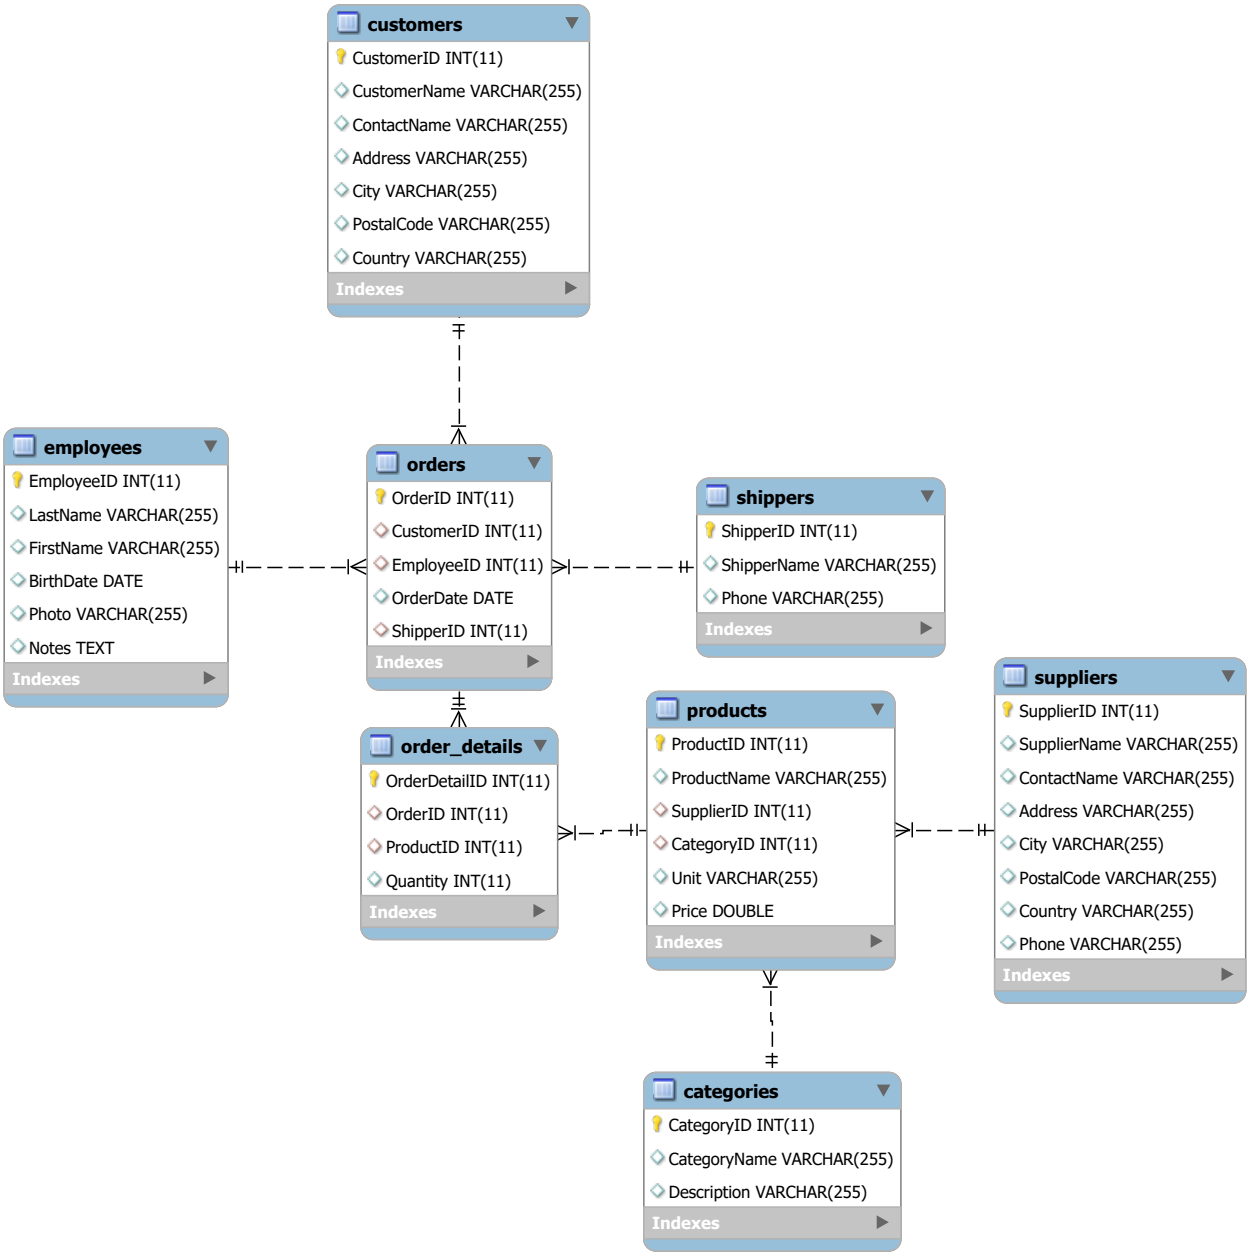 customers
CustomerID INT(11)
CustomerName VARCHAR(255)
ContactName VARCHAR(255)
Address VARCHAR(255)
City VARCHAR(255)
PostalCode VARCHAR(255)
Country VARCHAR(255)
Indexes
employees
EmployeeID INT(11)
LastName VARCHAR(255)
FirstName VARCHAR(255)
BirthDate DATE
Photo VARCHAR(255)
Notes TEXT
Indexes
orders
OrderID INT(11)
CustomerID INT(11)
EmployeeID INT(11)
OrderDate DATE
ShipperID INT(11)
Indexes
shippers
ShipperID INT(11)
ShipperName VARCHAR(255)
Phone VARCHAR(255)
Indexes
order_details
OrderDetailID INT(11)
OrderID INT(11)
ProductID INT(11)
Quantity INT(11)
Indexes
products
ProductID INT(11)
ProductName VARCHAR(255)
SupplierID INT(11)
CategoryID INT(11)
Unit VARCHAR(255)
Price DOUBLE
Indexes
suppliers
SupplierID INT(11)
SupplierName VARCHAR(255)
ContactName VARCHAR(255)
Address VARCHAR(255)
City VARCHAR(255)
PostalCode VARCHAR(255)
Country VARCHAR(255)
Phone VARCHAR(255)
Indexes
categories
CategoryID INT(11)
CategoryName VARCHAR(255)
Description VARCHAR(255)
Indexes